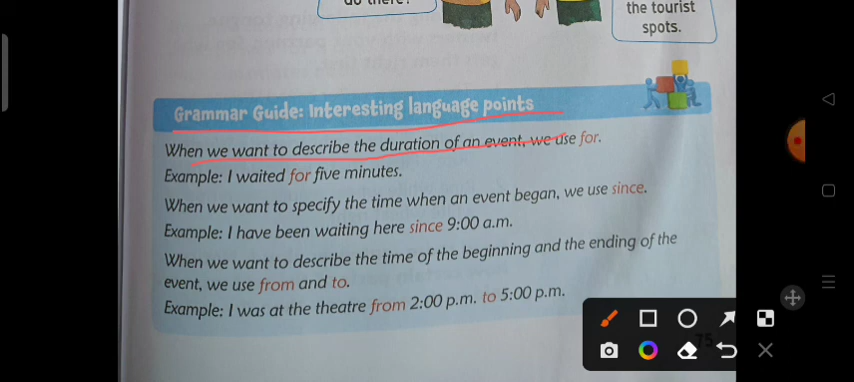 do there?
the tourist
spots.
Grammar Guide: Interesting language points
When we want to describe the duration of an event, we use for.
Example: I waited for five minutes.
When we want to specify the time when an event began, we use since.
Example: I have been waiting here since 9:00 a.m.
When we want to describe the time of the beginning and the ending of the
event, we use from and to.
Example: I was at the theatre from 2:00 p.m. to 5:00 p.m.
75